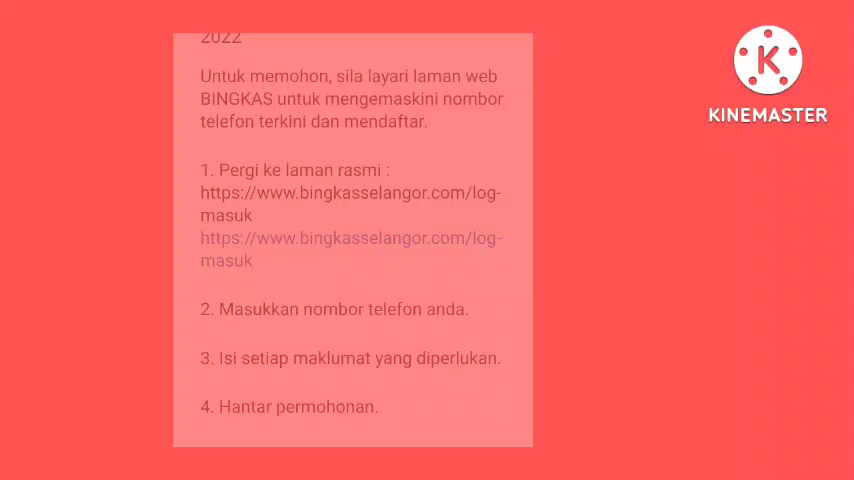 2022
Untuk memohon, sila layari laman web
BINGKAS untuk mengemaskini nombor
telefon terkini dan mendaftar.
1. Pergi ke laman rasmi :
https://www.bingkasselangor.com/log-
masuk
https://www.bingkasselangor.com/log-
masuk
2. Masukkan nombor telefon anda.
3. Isi setiap maklumat yang diperlukan.
4. Hantar permohonan.
K
KINEMASTER